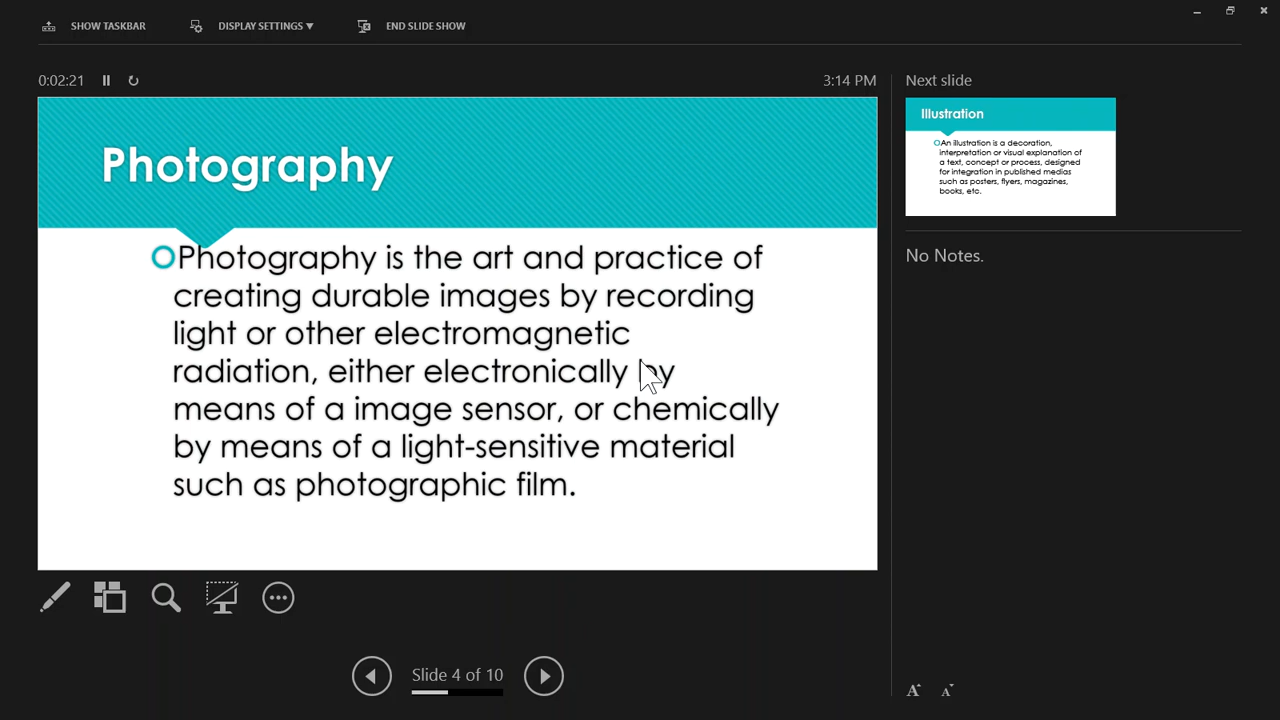 SHOW TASKBAR
DISPLAY SETTINGS ▼
END SLIDE SHOW
0:02:21
3:14 PM
Photography
Photography is the art and practice of
creating durable images by recording
light or other electromagnetic
radiation, either electronically by
means of a image sensor, or chemically
by means of a light-sensitive material
such as photographic film.
Slide 4 of 10
Next slide
Illustration
An illustration is a decoration,
interpretation or visual explanation of
a text, concept or process, designed
for integration in published medias
such as posters, flyers, magazines,
books, etc.
No Notes.
A A